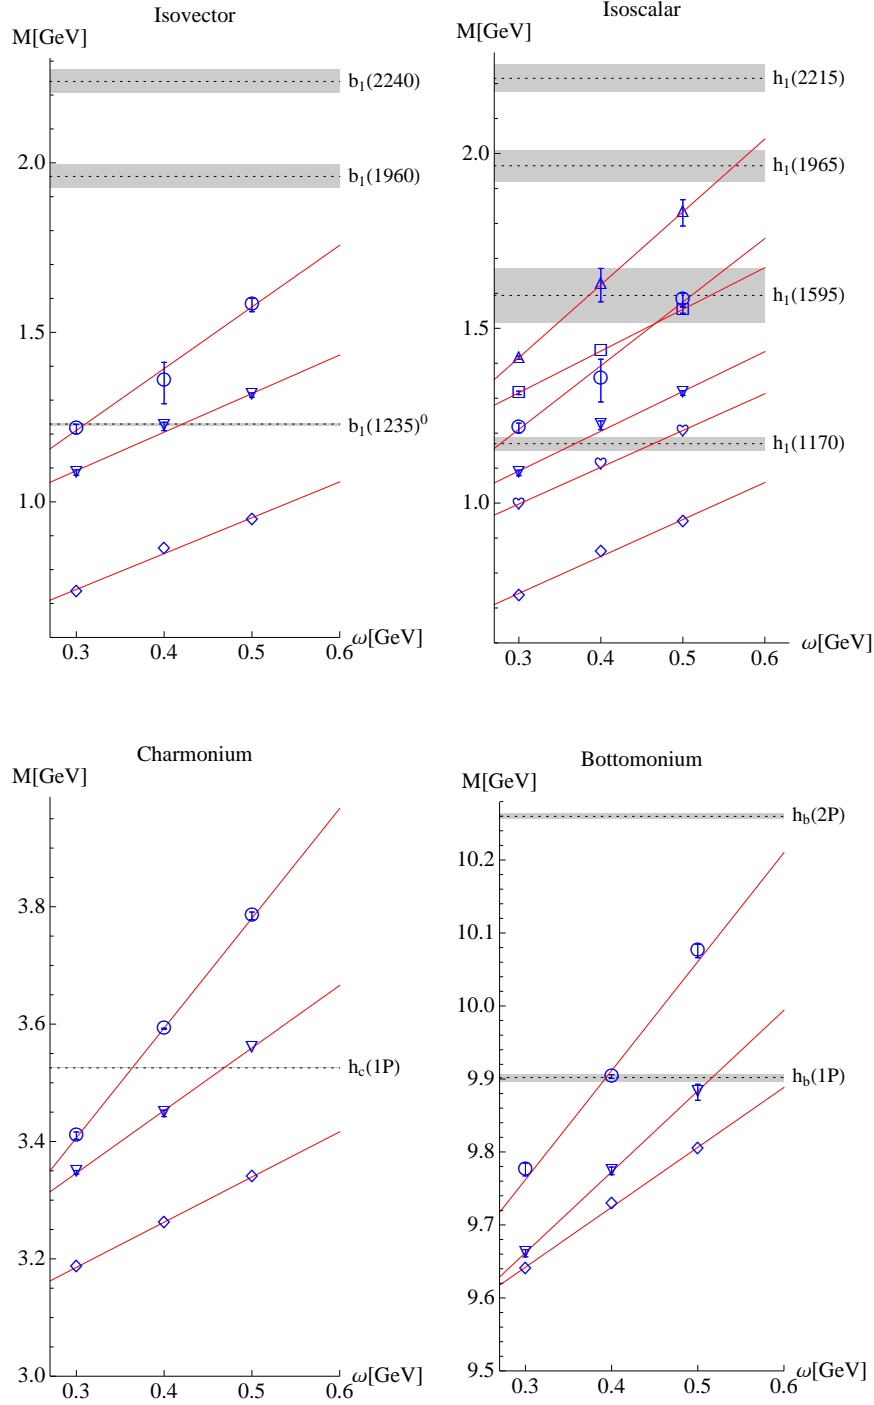 Isovector
M[GeV]
b₁(2240)
2.0
b₁(1960)
1.5
b₁(1235)⁰
1.0
ω[GeV]
0.3 0.4 0.5 0.6
Isoscalar
M[GeV]
h₁(2215)
2.0
h₁(1965)
h₁(1595)
1.5
h₁(1170)
1.0
ω[GeV]
0.3 0.4 0.5 0.6
Charmonium
M[GeV]
3.8
3.6
h_c(1P)
3.4
3.2
3.0
ω[GeV]
0.3 0.4 0.5 0.6
Bottomonium
M[GeV]
h_b(2P)
10.2
10.1
10.0
9.9
h_b(1P)
9.8
9.7
9.6
9.5
ω[GeV]
0.3 0.4 0.5 0.6